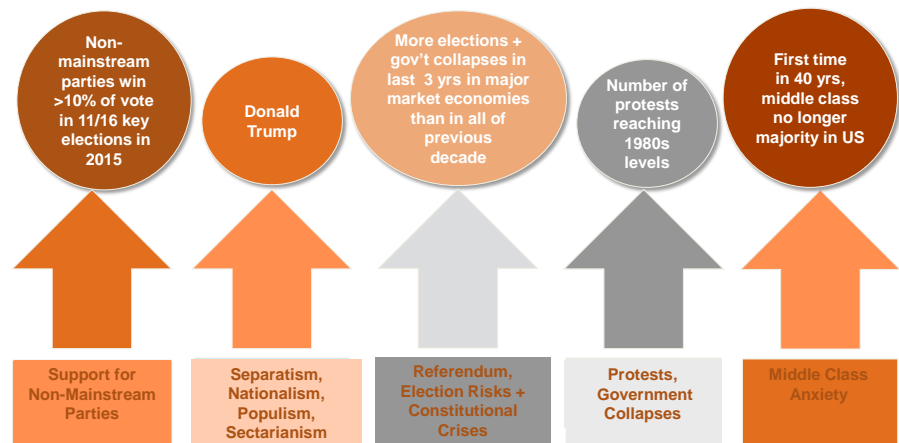 Non-
mainstream
parties win
>10% of vote
in 11/16 key
elections in
2015
Donald
Trump
More elections +
gov't collapses in
last 3 yrs in major
market economies
than in all of
previous
decade
Number of
protests
reaching
1980s
levels
First time
in 40 yrs,
middle class
no longer
majority in US
Support for
Non-Mainstream
Parties
Separatism,
Nationalism,
Populism,
Sectarianism
Referendum,
Election Risks +
Constitutional
Crises
Protests,
Government
Collapses
Middle Class
Anxiety